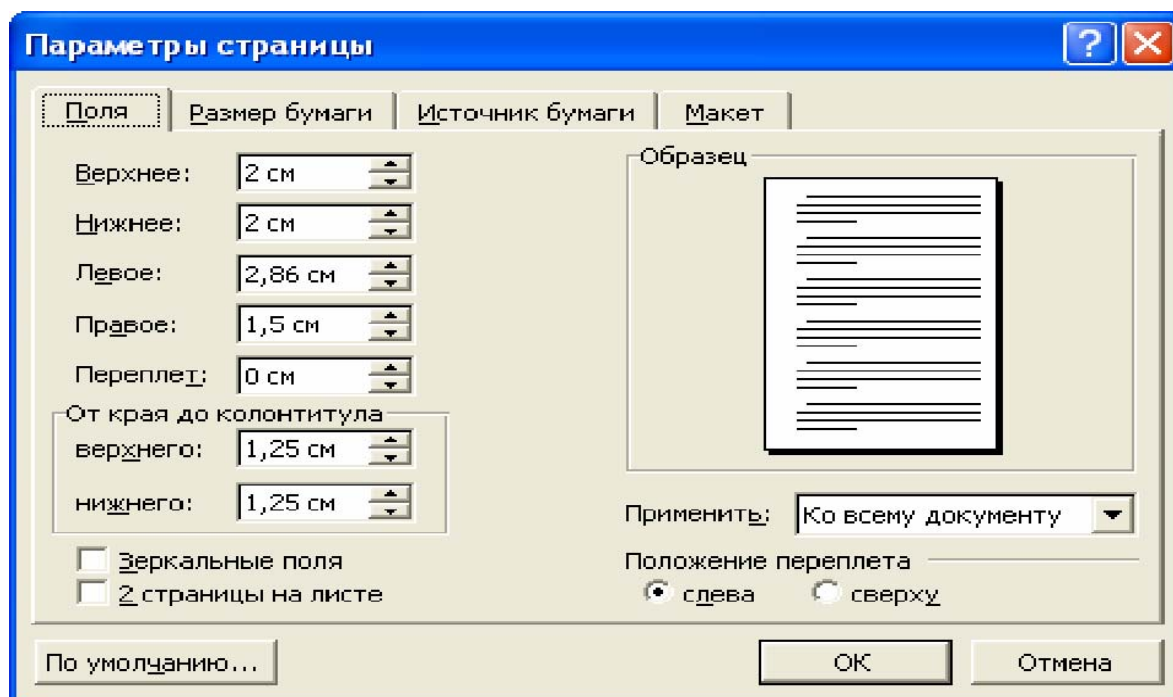 Параметры страницы
Поля Размер бумаги Источник бумаги Макет
Верхнее: 2 см
Нижнее: 2 см
Левое: 2,86 см
Правое: 1,5 см
Переплет: 0 см
От края до колонтитула
верхнего: 1,25 см
нижнего: 1,25 см
Зеркальные поля
2 страницы на листе
Образец
Применить: Ко всему документу
Положение переплета
слева сверху
По умолчанию... ОК Отмена